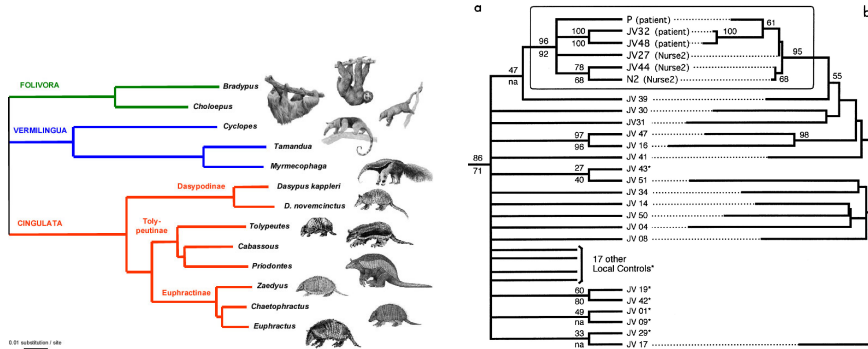 FOLIVORA
Bradypus
Choloepus
VERMILINGUA
Cyclopes
Tamandua
Myrmecophaga
Dasypodinae
Dasypus kappleri
D. novemcinctus
CINGULATA
Toly-
peutinae
Tolypeutes
Cabassous
Priodontes
Euphractinae
Zaedyus
Chaetophractus
Euphractus
0.01 substitution / site
a
b
P (patient)
61
100
JV32 (patient)
100
100
JV48 (patient)
96
92
JV27 (Nurse2)
95
78
JV44 (Nurse2)
68
N2 (Nurse2)
68
47
na
55
JV 39
JV 30
JV31
97
JV 47
98
96
JV 16
86
71
JV 41
27
JV 43*
40
JV 51
JV 34
JV 14
JV 50
JV 04
JV 08
17 other
Local Controls*
60
JV 19*
80
JV 42*
49
JV 01*
na
JV 09*
33
JV 29*
na
JV 17